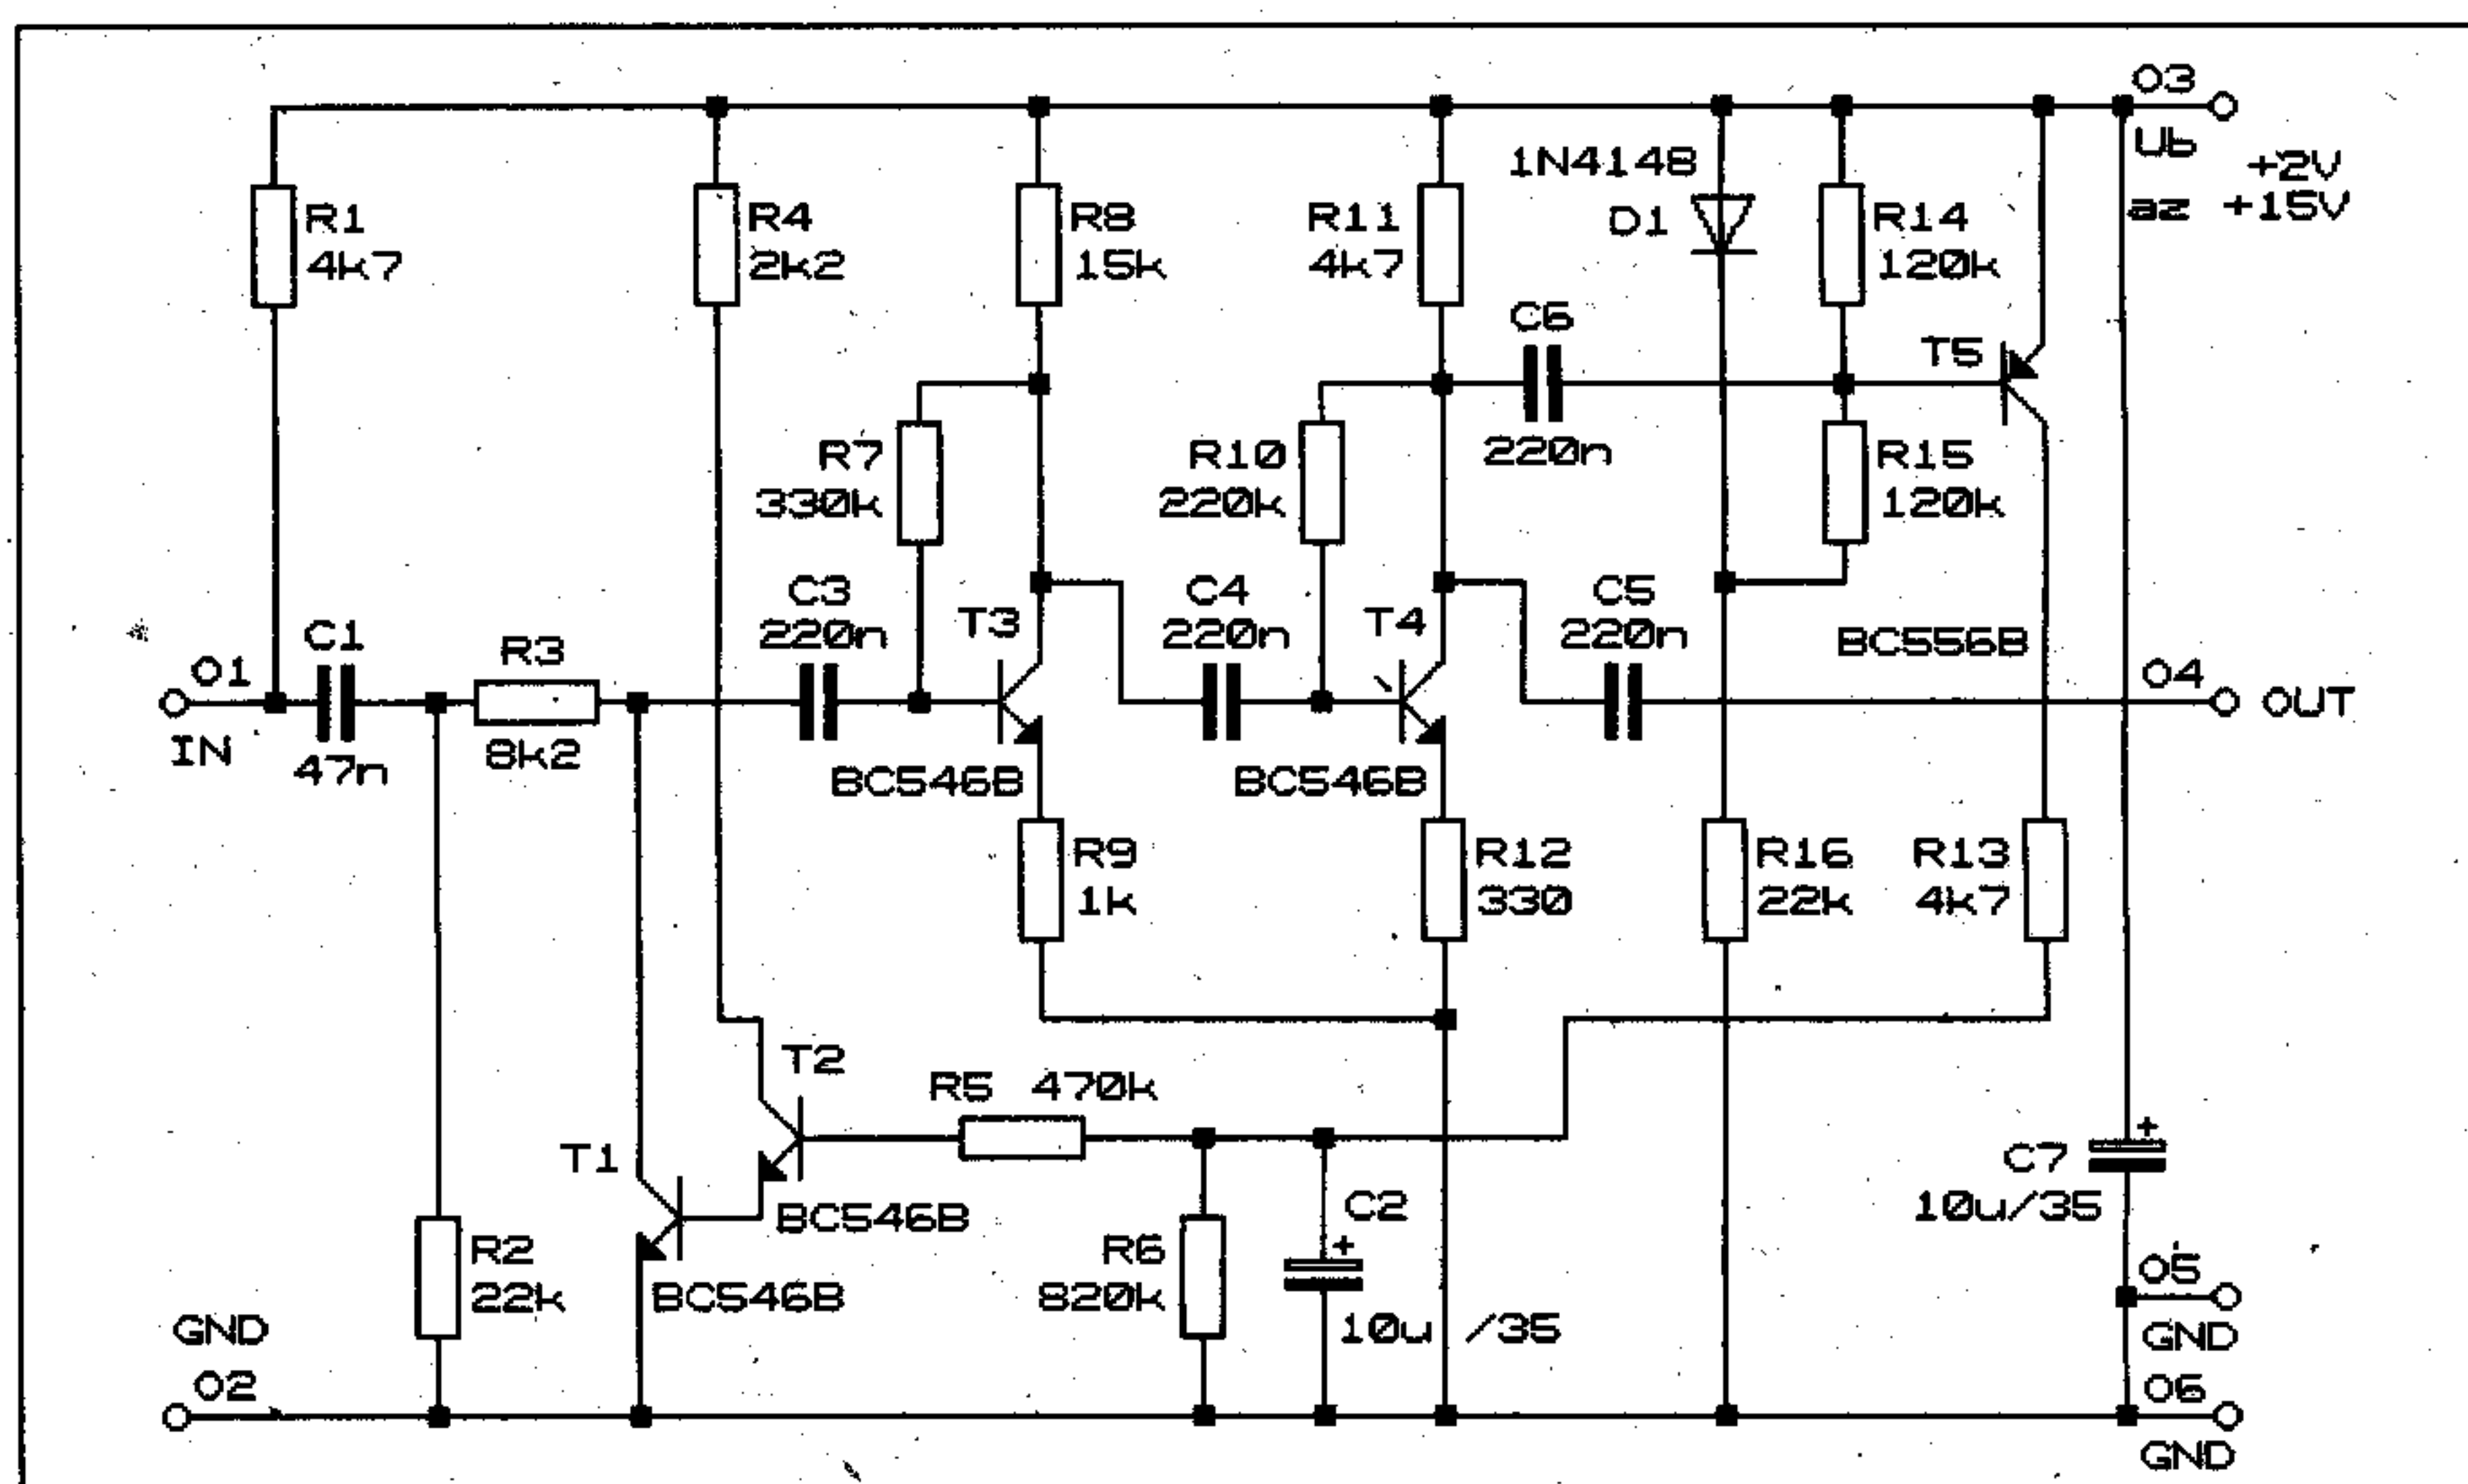 O3
Ub
+2V
az +15V
1N4148
D1
R1
4k7
R4
2k2
R8
15k
R11
4k7
R14
120k
C6
220n
T5
R7
330k
R10
220k
R15
120k
C3
220n
T3
C4
220n
T4
C5
220n
BC556B
O1
IN
C1
47n
R3
8k2
O4
OUT
BC546B
BC546B
R9
1k
R12
330
R16
22k
R13
4k7
T2
R5 470k
T1
BC546B
C2
10u /35
C7
10u/35
R2
22k
BC546B
R6
820k
O5
GND
GND
O2
O6
GND